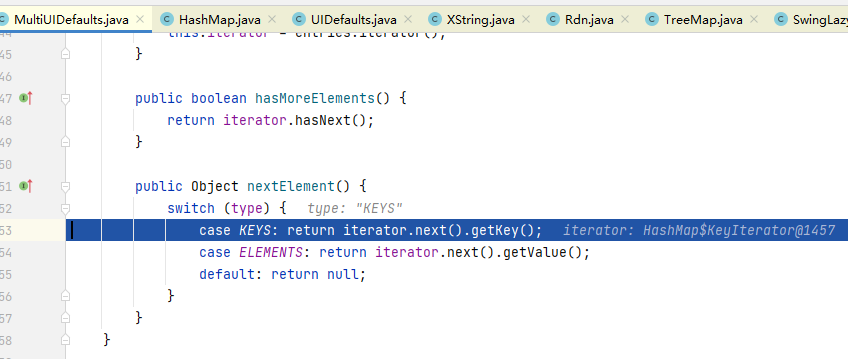 MultiUIDefaults.java HashMap.java UIDefaults.java XString.java Rdn.java TreeMap.java SwingLazy
44 this.iterator = entries.iterator();
45 }
46
47 public boolean hasMoreElements() {
48 return iterator.hasNext();
49 }
50
51 public Object nextElement() {
52 switch (type) { type: "KEYS"
53 case KEYS: return iterator.next().getKey(); iterator: HashMap$KeyIterator@1457
54 case ELEMENTS: return iterator.next().getValue();
55 default: return null;
56 }
57 }
58 }